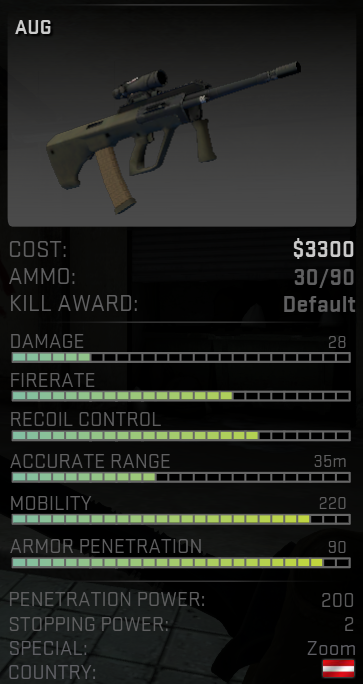 AUG
COST: $3300
AMMO: 30/90
KILL AWARD: Default
DAMAGE 28
FIRERATE
RECOIL CONTROL
ACCURATE RANGE 35m
MOBILITY 220
ARMOR PENETRATION 90
PENETRATION POWER: 200
STOPPING POWER: 2
SPECIAL: Zoom
COUNTRY: